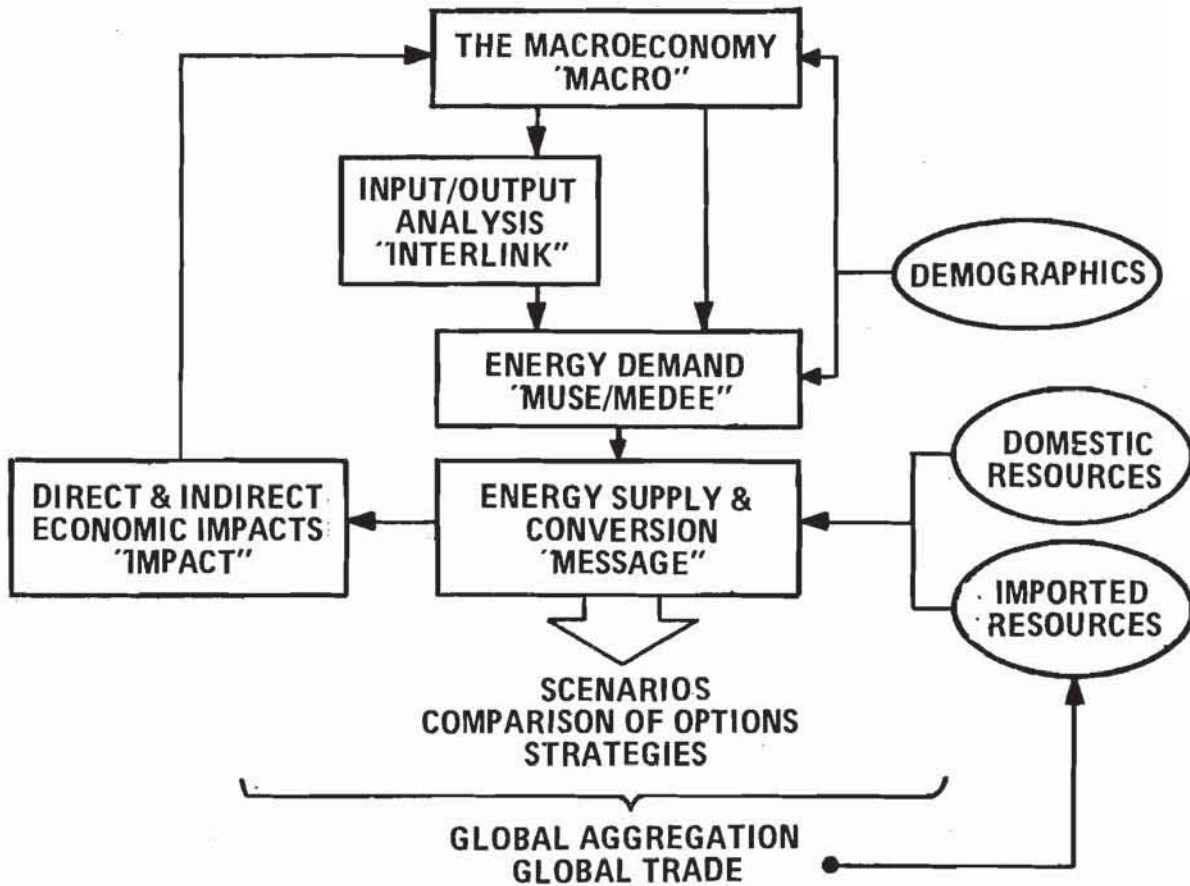 THE MACROECONOMY
"MACRO"
INPUT/OUTPUT
ANALYSIS
"INTERLINK"
DEMOGRAPHICS
ENERGY DEMAND
"MUSE/MEDEE"
DOMESTIC
RESOURCES
DIRECT & INDIRECT
ECONOMIC IMPACTS
"IMPACT"
ENERGY SUPPLY &
CONVERSION
"MESSAGE"
IMPORTED
RESOURCES
SCENARIOS
COMPARISON OF OPTIONS
STRATEGIES
GLOBAL AGGREGATION
GLOBAL TRADE